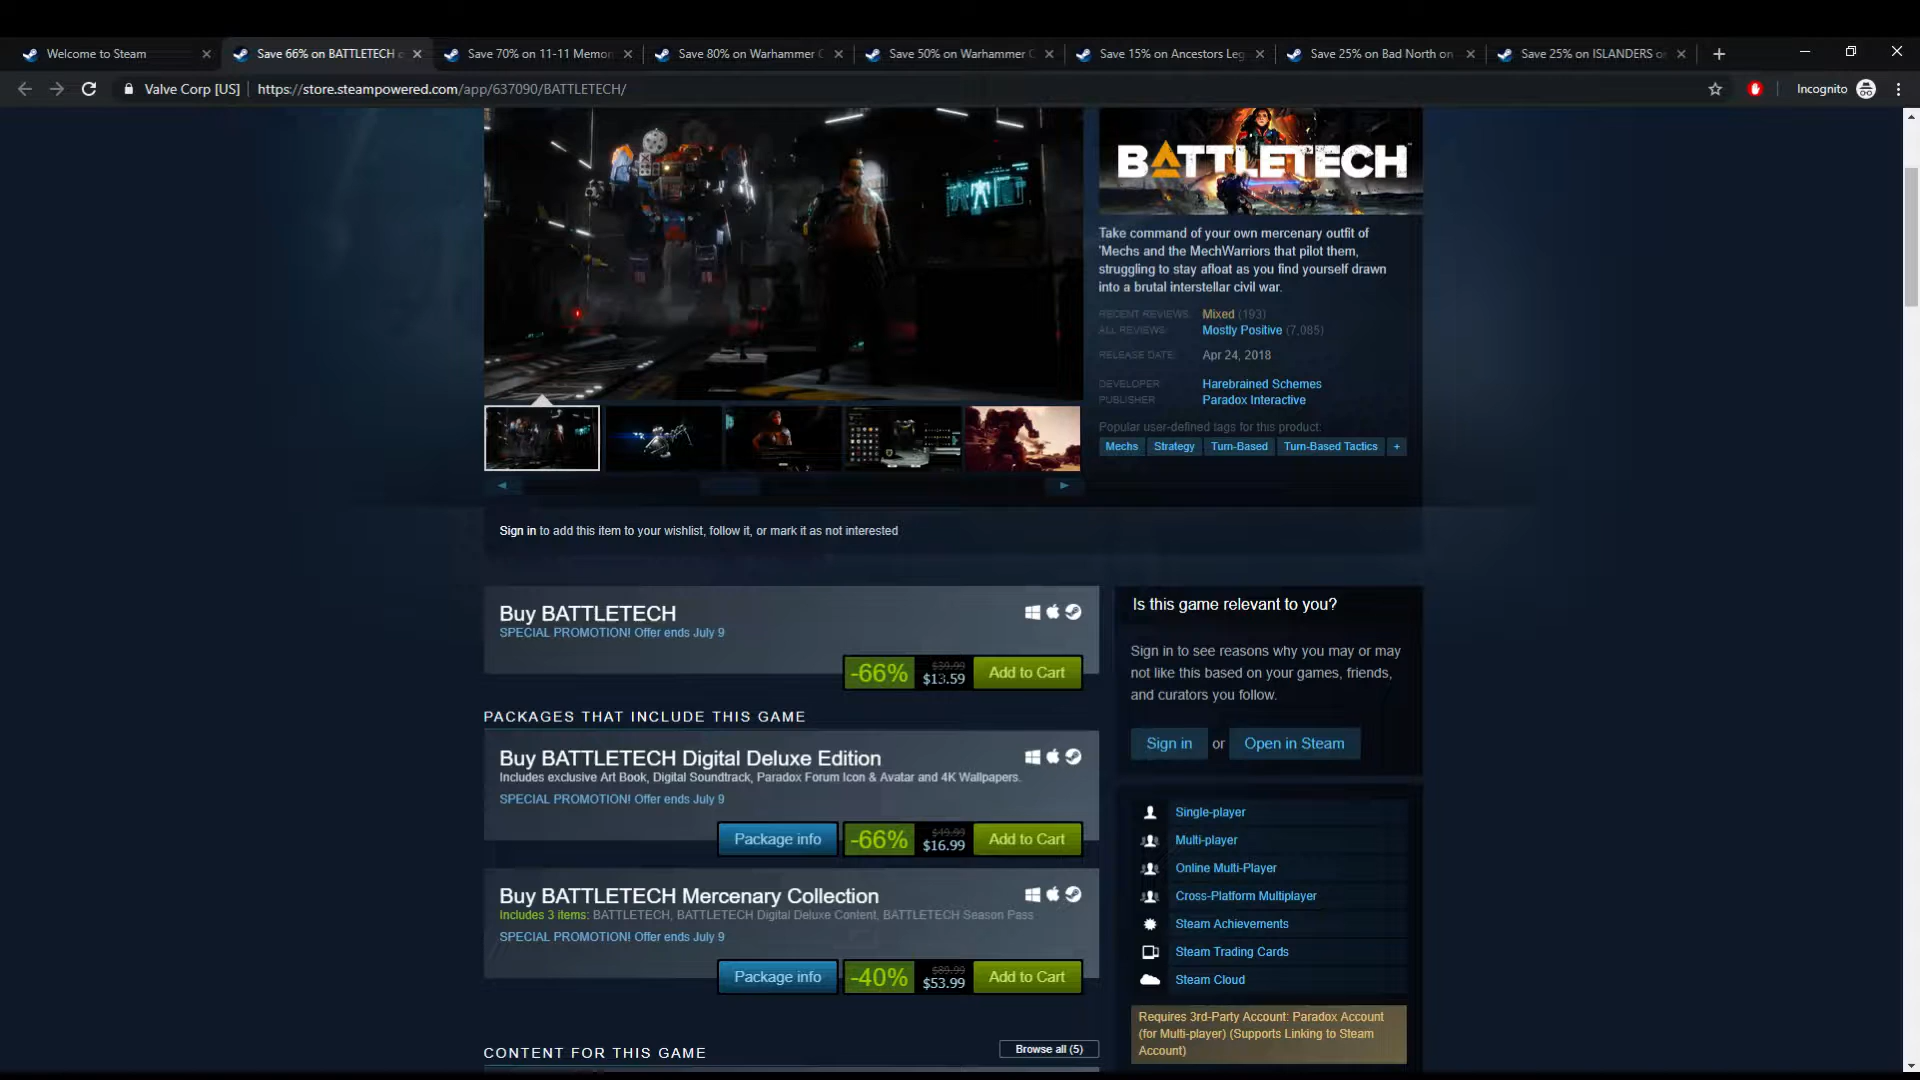 Welcome to Steam
Save 66% on BATTLETECH o
Save 70% on 11-11 Memor
Save 80% on Warhammer
Save 50% on Warhammer
Save 15% on Ancestors Leg
Save 25% on Bad North on
Save 25% on ISLANDERS o
Valve Corp [US]
https://store.steampowered.com/app/637090/BATTLETECH/
Incognito
BATTLETECH
Take command of your own mercenary outfit of
'Mechs and the MechWarriors that pilot them,
struggling to stay afloat as you find yourself drawn
into a brutal interstellar civil war.
RECENT REVIEWS: Mixed (193)
ALL REVIEWS: Mostly Positive (7,085)
RELEASE DATE: Apr 24, 2018
DEVELOPER: Harebrained Schemes
PUBLISHER: Paradox Interactive
Popular user-defined tags for this product:
Mechs Strategy Turn-Based Turn-Based Tactics +
Sign in to add this item to your wishlist, follow it, or mark it as not interested
Buy BATTLETECH
SPECIAL PROMOTION! Offer ends July 9
-66% $39.99 $13.59 Add to Cart
PACKAGES THAT INCLUDE THIS GAME
Buy BATTLETECH Digital Deluxe Edition
Includes exclusive Art Book, Digital Soundtrack, Paradox Forum Icon & Avatar and 4K Wallpapers.
SPECIAL PROMOTION! Offer ends July 9
Package info -66% $49.99 $16.99 Add to Cart
Buy BATTLETECH Mercenary Collection
Includes 3 items: BATTLETECH, BATTLETECH Digital Deluxe Content, BATTLETECH Season Pass
SPECIAL PROMOTION! Offer ends July 9
Package info -40% $89.99 $53.99 Add to Cart
CONTENT FOR THIS GAME
Browse all (5)
Is this game relevant to you?
Sign in to see reasons why you may or may
not like this based on your games, friends,
and curators you follow.
Sign in or Open in Steam
Single-player
Multi-player
Online Multi-Player
Cross-Platform Multiplayer
Steam Achievements
Steam Trading Cards
Steam Cloud
Requires 3rd-Party Account: Paradox Account
(for Multi-player) (Supports Linking to Steam
Account)